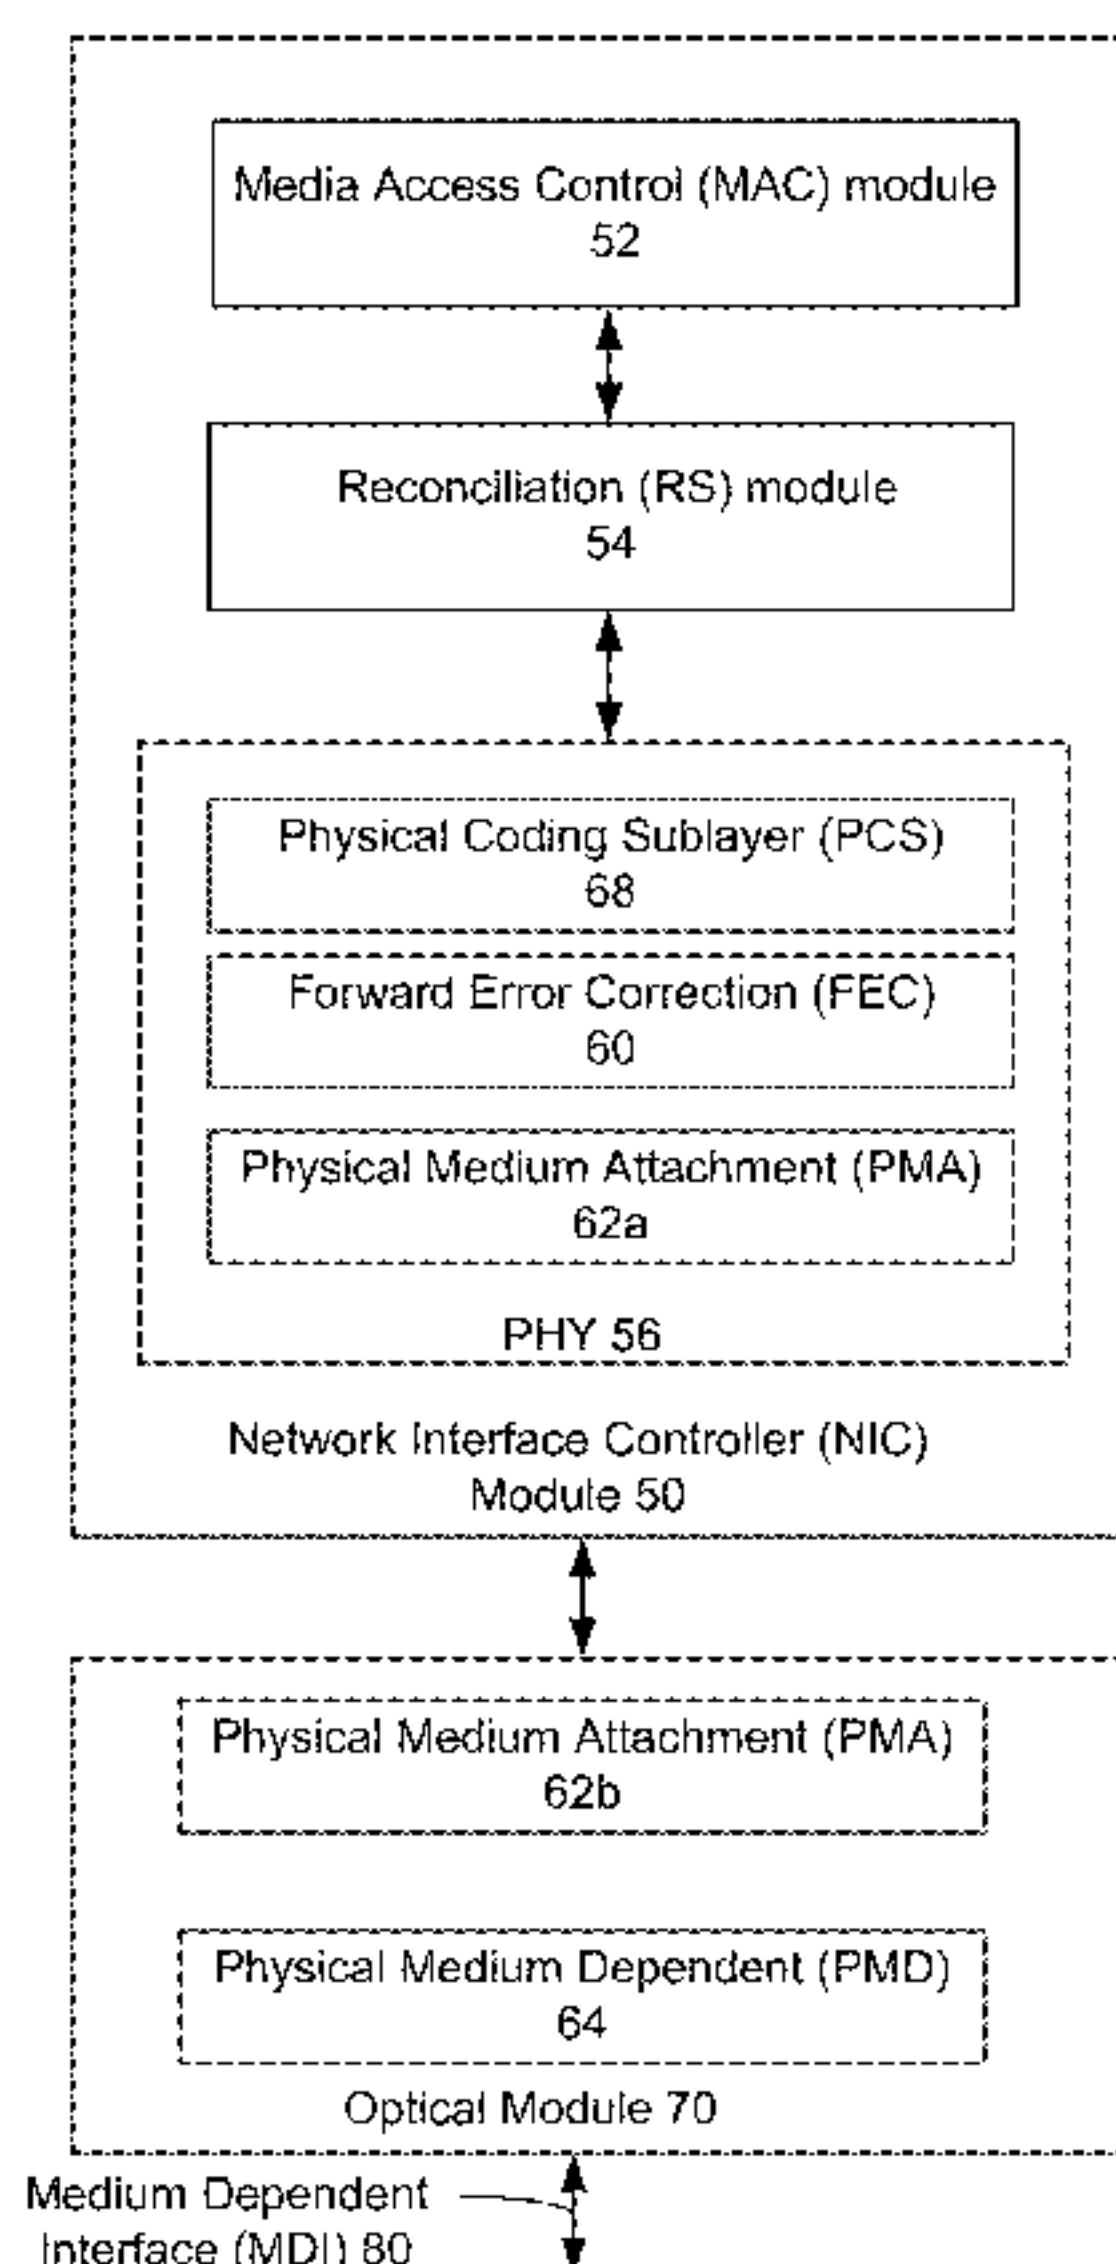 Media Access Control (MAC) module
52
Reconciliation (RS) module
54
Physical Coding Sublayer (PCS)
68
Forward Error Correction (FEC)
60
Physical Medium Attachment (PMA)
62a
PHY 56
Network Interface Controller (NIC)
Module 50
Physical Medium Attachment (PMA)
62b
Physical Medium Dependent (PMD)
64
Optical Module 70
Medium Dependent
Interface (MDI) 80